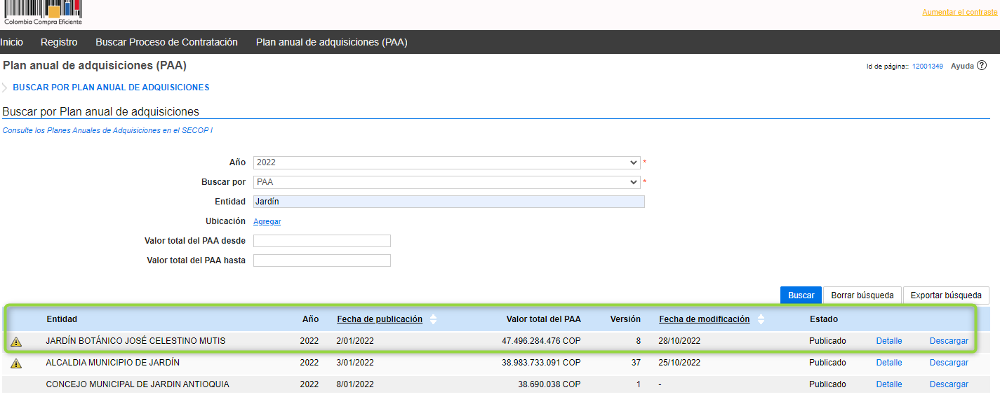 Colombia Compra Eficiente
Aumentar el contraste
Inicio Registro Buscar Proceso de Contratación Plan anual de adquisiciones (PAA)
Plan anual de adquisiciones (PAA)
Id de página:: 12001349 Ayuda ?
BUSCAR POR PLAN ANUAL DE ADQUISICIONES
Buscar por Plan anual de adquisiciones
Consulte los Planes Anuales de Adquisiciones en el SECOP I
Año 2022 *
Buscar por PAA *
Entidad Jardín
Ubicación Agregar
Valor total del PAA desde
Valor total del PAA hasta
Buscar Borrar búsqueda Exportar búsqueda
Entidad Año Fecha de publicación Valor total del PAA Versión Fecha de modificación Estado
JARDÍN BOTÁNICO JOSÉ CELESTINO MUTIS 2022 2/01/2022 47.496.284.476 COP 8 28/10/2022 Publicado Detalle Descargar
ALCALDIA MUNICIPIO DE JARDÍN 2022 3/01/2022 38.983.733.091 COP 37 25/10/2022 Publicado Detalle Descargar
CONCEJO MUNICIPAL DE JARDIN ANTIOQUIA 2022 8/01/2022 38.690.038 COP 1 - Publicado Detalle Descargar